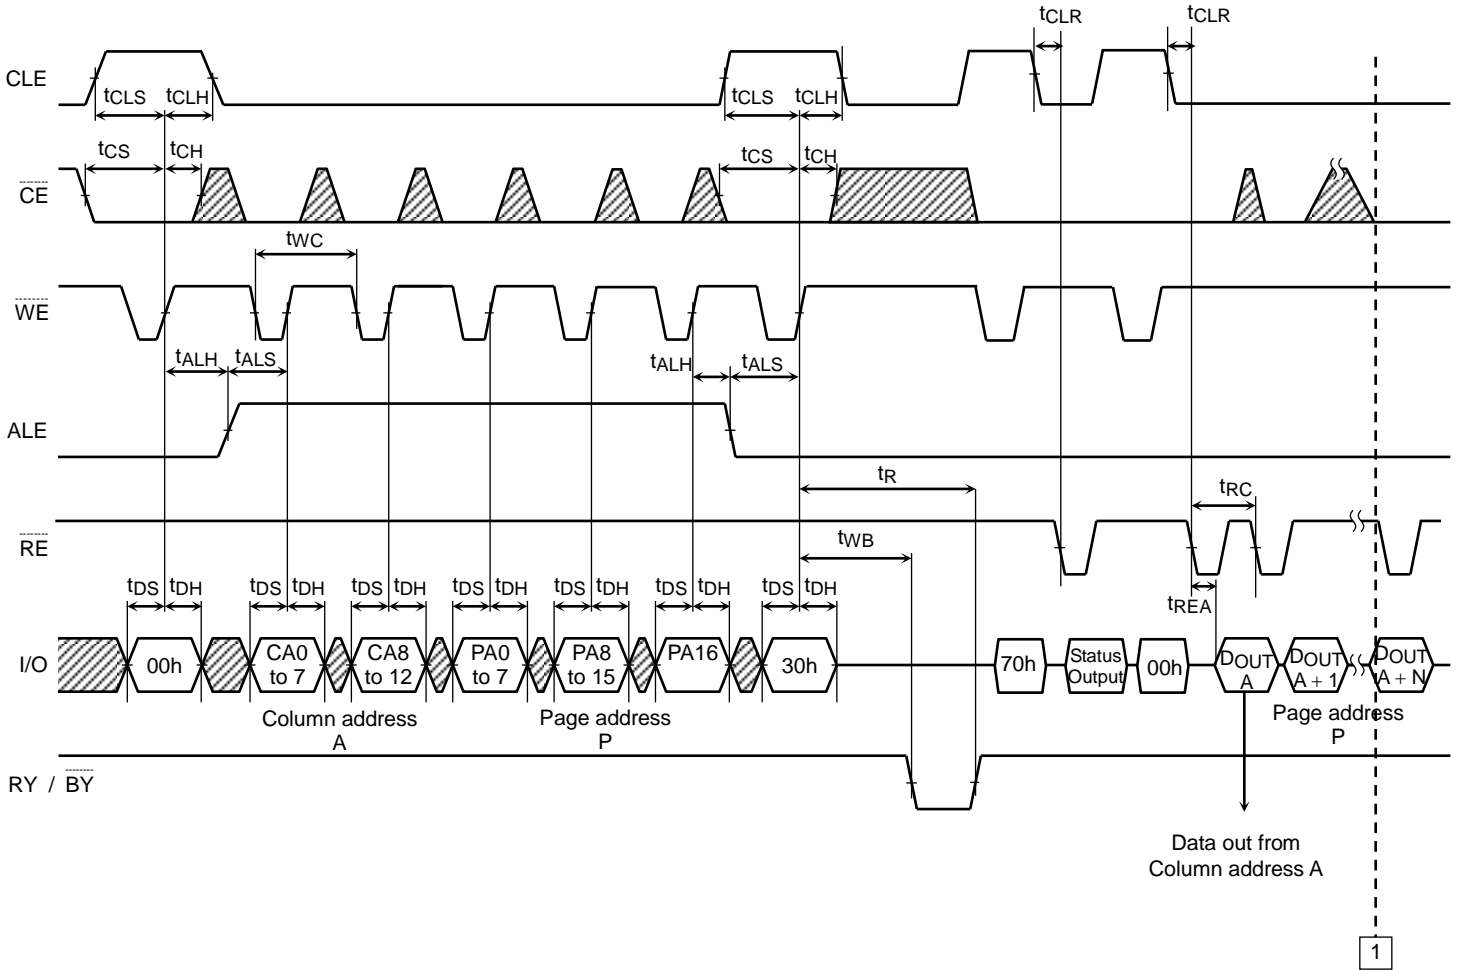 tCLR tCLR
CLE
tCLS tCLH tCLS tCLH
tCS tCH tCS tCH
CE
tWC
WE
tALH tALS tALH tALS
ALE
tR
tRC
RE
tWB
tDS tDH tDS tDH tDS tDH tDS tDH tDS tDH tDS tDH tDS tDH
tREA
I/O
00h
CA0
to 7
CA8
to 12
PA0
to 7
PA8
to 15
PA16
30h
70h
Status
Output
00h
DOUT
A
DOUT
A + 1
DOUT
A + N
Column address
A
Page address
P
Page address
P
RY / BY
Data out from
Column address A
1